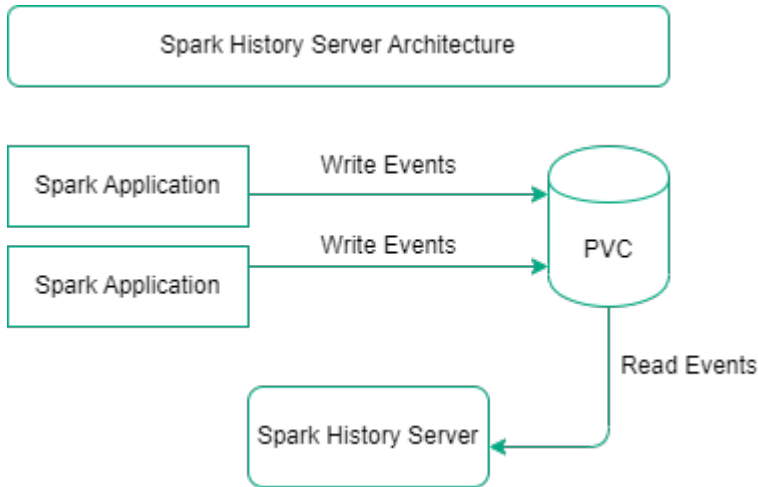 Spark History Server Architecture
Spark Application
Write Events
Spark Application
Write Events
PVC
Read Events
Spark History Server